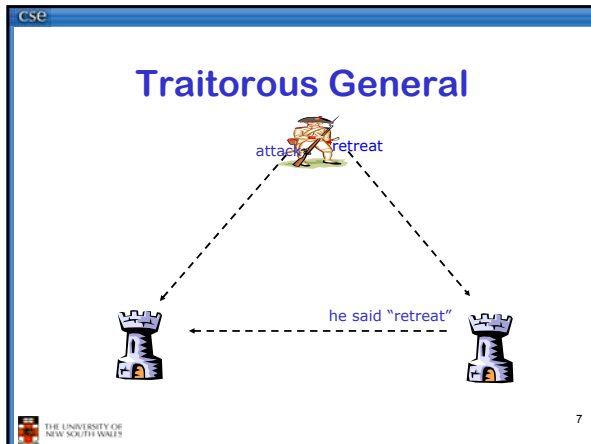 cse
Traitorous General
attack
retreat
he said “retreat”
THE UNIVERSITY OF
NEW SOUTH WALES
7